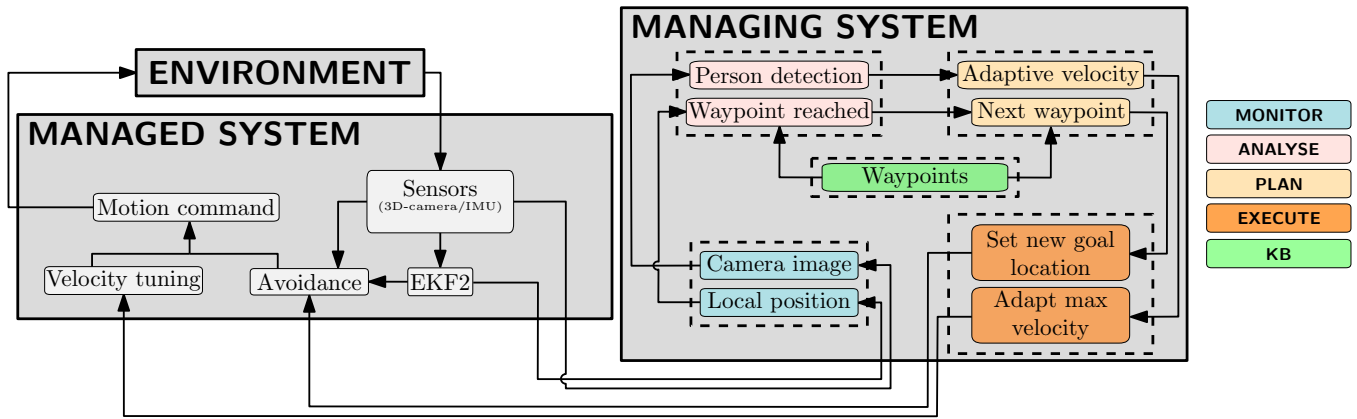 ENVIRONMENT
MANAGED SYSTEM
Sensors
(3D-camera/IMU)
Motion command
Velocity tuning
Avoidance
EKF2
MANAGING SYSTEM
Person detection
Adaptive velocity
Waypoint reached
Next waypoint
Waypoints
Camera image
Local position
Set new goal
location
Adapt max
velocity
MONITOR
ANALYSE
PLAN
EXECUTE
KB